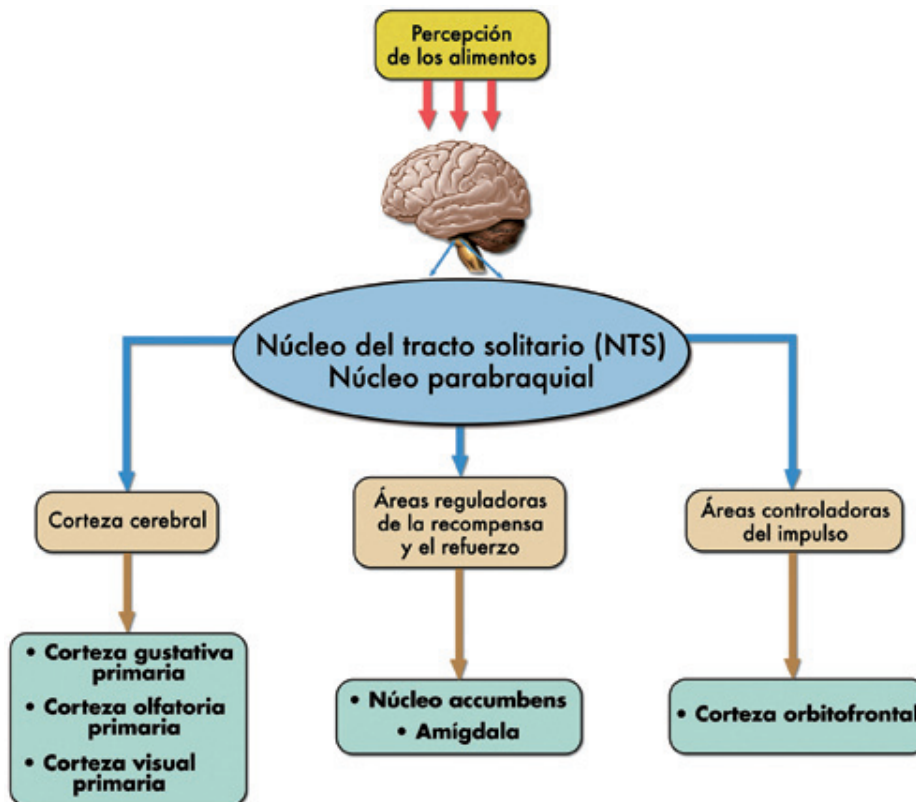 Percepción
de los alimentos
Núcleo del tracto solitario (NTS)
Núcleo parabraquial
Corteza cerebral
Áreas reguladoras
de la recompensa
y el refuerzo
Áreas controladoras
del impulso
• Corteza gustativa
primaria
• Corteza olfatoria
primaria
• Corteza visual
primaria
• Núcleo accumbens
• Amígdala
• Corteza orbitofrontal